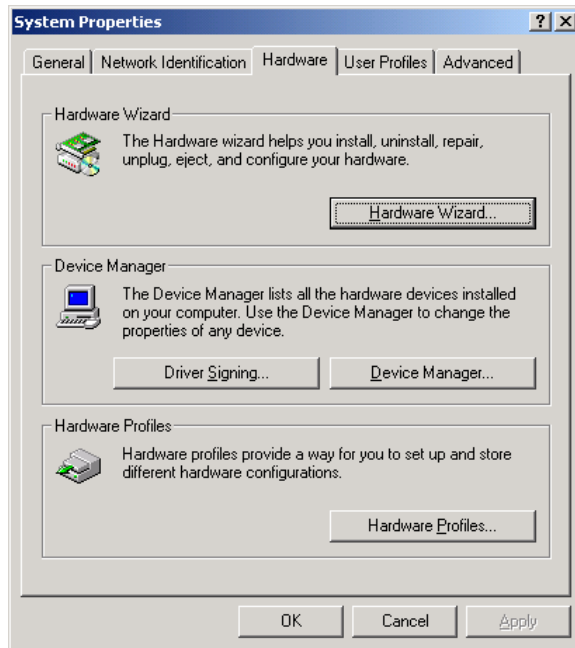 System Properties
General Network Identification Hardware User Profiles Advanced
Hardware Wizard
The Hardware wizard helps you install, uninstall, repair,
unplug, eject, and configure your hardware.
Hardware Wizard...
Device Manager
The Device Manager lists all the hardware devices installed
on your computer. Use the Device Manager to change the
properties of any device.
Driver Signing... Device Manager...
Hardware Profiles
Hardware profiles provide a way for you to set up and store
different hardware configurations.
Hardware Profiles...
OK Cancel Apply